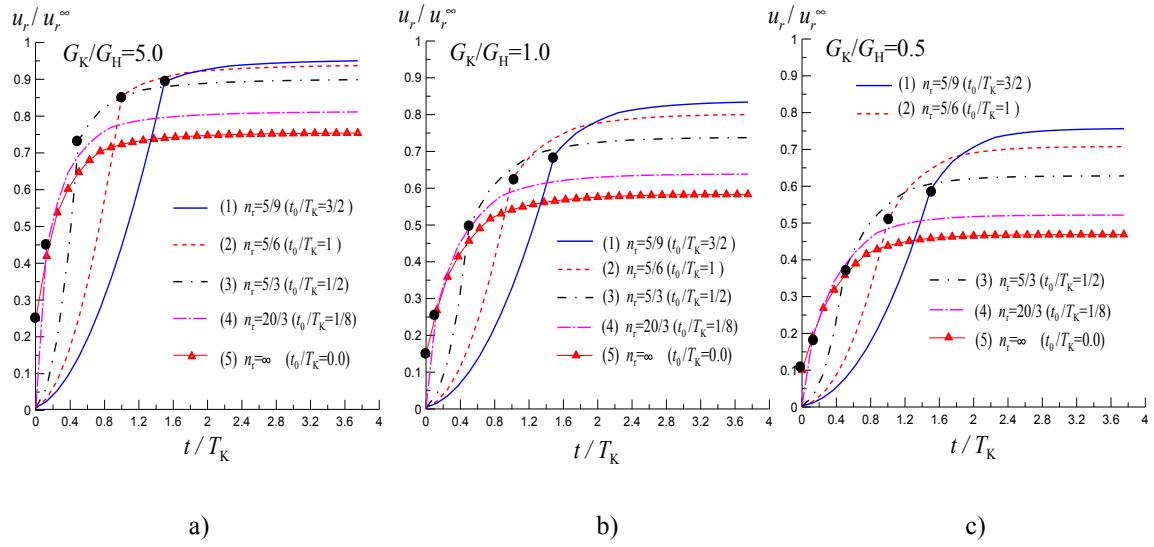 u_r / u_r^∞
G_K/G_H=5.0
1
0.9
0.8
0.7
0.6
0.5
0.4
0.3
0.2
0.1
0
0 0.4 0.8 1.2 1.6 2 2.4 2.8 3.2 3.6 4
(1) n_r=5/9 (t_0/T_K=3/2 )
(2) n_r=5/6 (t_0/T_K=1 )
(3) n_r=5/3 (t_0/T_K=1/2)
(4) n_r=20/3 (t_0/T_K=1/8)
(5) n_r=∞ (t_0/T_K=0.0)
t / T_K
a)
u_r / u_r^∞
G_K/G_H=1.0
1
0.9
0.8
0.7
0.6
0.5
0.4
0.3
0.2
0.1
0
0 0.4 0.8 1.2 1.6 2 2.4 2.8 3.2 3.6 4
(1) n_r=5/9 (t_0/T_K=3/2 )
(2) n_r=5/6 (t_0/T_K=1 )
(3) n_r=5/3 (t_0/T_K=1/2)
(4) n_r=20/3 (t_0/T_K=1/8)
(5) n_r=∞ (t_0/T_K=0.0)
t / T_K
b)
u_r / u_r^∞
G_K/G_H=0.5
1
0.9
0.8
0.7
0.6
0.5
0.4
0.3
0.2
0.1
0
0 0.4 0.8 1.2 1.6 2 2.4 2.8 3.2 3.6 4
(1) n_r=5/9 (t_0/T_K=3/2 )
(2) n_r=5/6 (t_0/T_K=1 )
(3) n_r=5/3 (t_0/T_K=1/2)
(4) n_r=20/3 (t_0/T_K=1/8)
(5) n_r=∞ (t_0/T_K=0.0)
t / T_K
c)